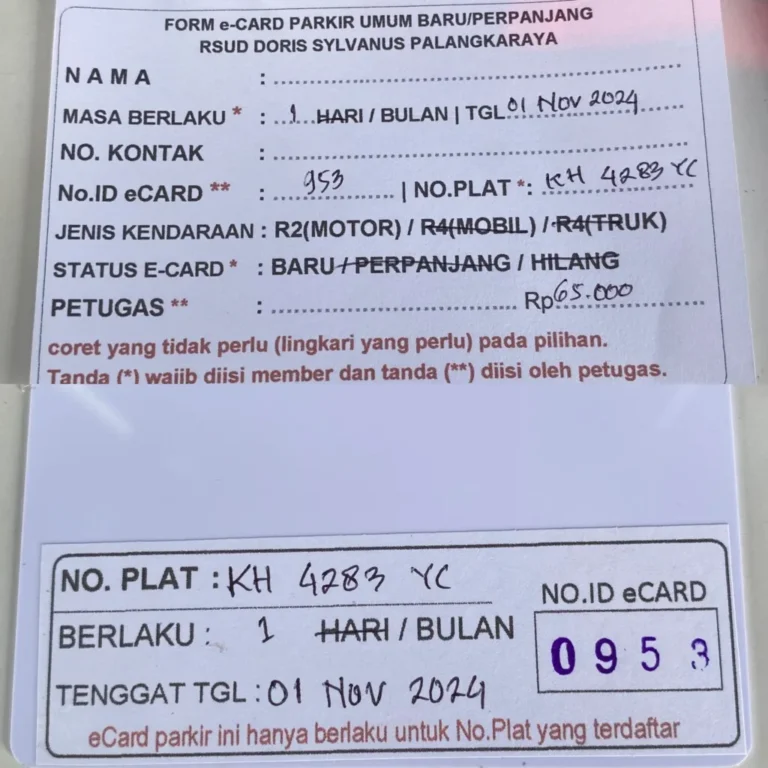 FORM e-CARD PARKIR UMUM BARU/PERPANJANG
RSUD DORIS SYLVANUS PALANGKARAYA
NAMA : ........................................
MASA BERLAKU * : ..1...HARI / BULAN | TGL 01 Nov 2024
NO. KONTAK : ........................................
No.ID eCARD ** : 953 | NO.PLAT *: KH 4283 YC
JENIS KENDARAAN : R2(MOTOR) / R4(MOBIL) / R4(TRUK)
STATUS E-CARD * : BARU / PERPANJANG / HILANG
PETUGAS ** : ........................................ Rp 65.000
coret yang tidak perlu (lingkari yang perlu) pada pilihan.
Tanda (*) wajib diisi member dan tanda (**) diisi oleh petugas.
NO. PLAT : KH 4283 YC
BERLAKU : 1 HARI / BULAN
TENGGAT TGL : 01 NOV 2024
NO.ID eCARD
0953
eCard parkir ini hanya berlaku untuk No.Plat yang terdaftar